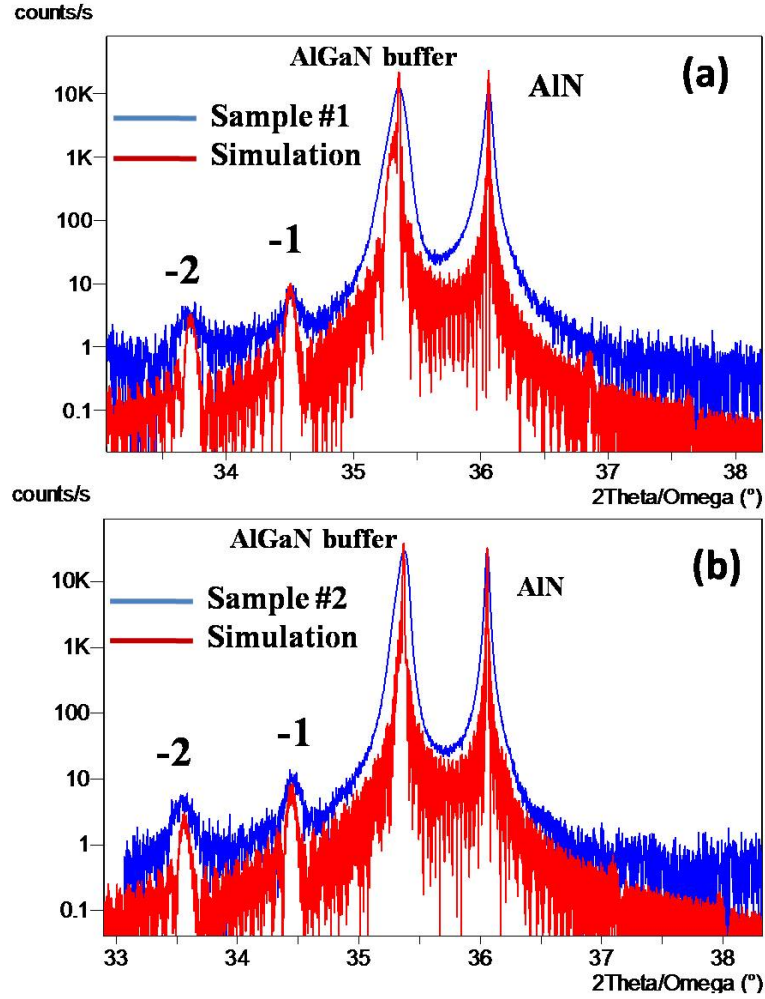 counts/s
AlGaN buffer
(a)
AlN
10K
Sample #1
1K
Simulation
100
-1
-2
10
1
0.1
34 35 36 37 38
2Theta/Omega (°)
counts/s
AlGaN buffer
(b)
AlN
10K
Sample #2
Simulation
1K
100
-1
-2
10
1
0.1
33 34 35 36 37 38
2Theta/Omega (°)